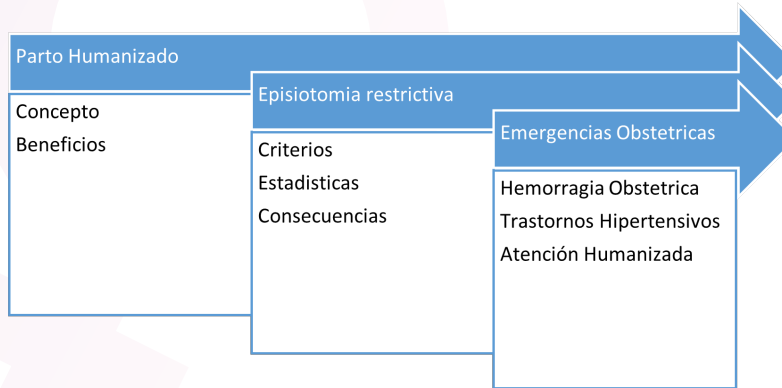 Parto Humanizado
Concepto
Beneficios
Episiotomia restrictiva
Criterios
Estadisticas
Consecuencias
Emergencias Obstetricas
Hemorragia Obstetrica
Trastornos Hipertensivos
Atención Humanizada